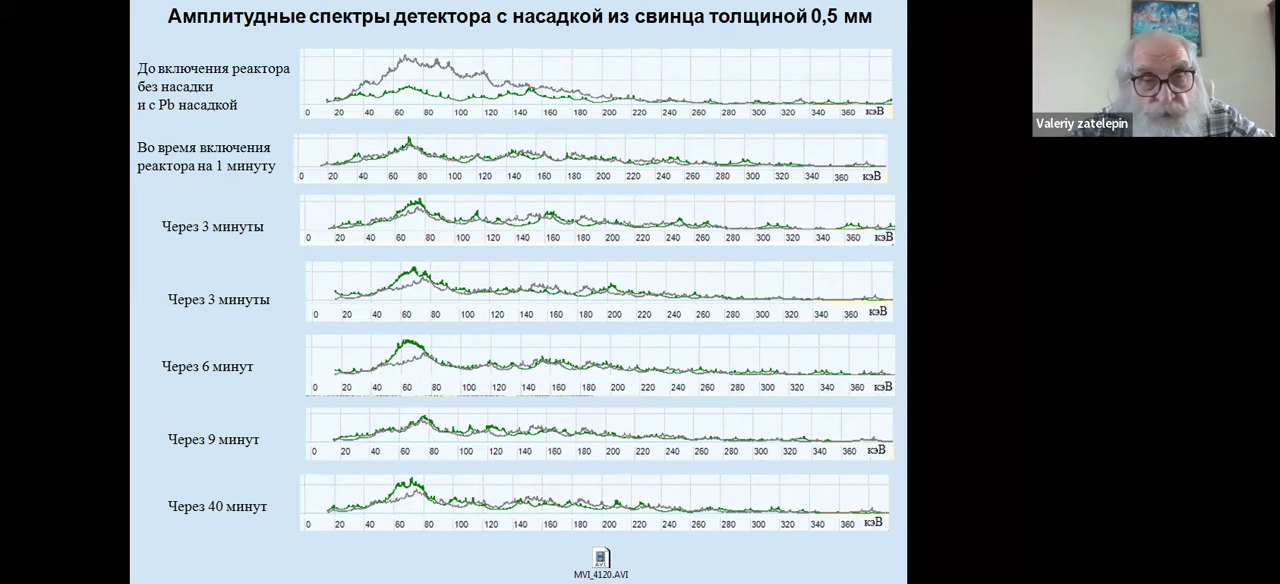 Амплитудные спектры детектора с насадкой из свинца толщиной 0,5 мм
До включения реактора
без насадки
и с Pb насадкой
0 20 40 60 80 100 120 140 160 180 200 220 240 260 280 300 320 340 360 кэВ
Во время включения
реактора на 1 минуту
0 20 40 60 80 100 120 140 160 180 200 220 240 260 280 300 320 340 360 кэВ
Через 3 минуты
0 20 40 60 80 100 120 140 160 180 200 220 240 260 280 300 320 340 360 кэВ
Через 3 минуты
0 20 40 60 80 100 120 140 160 180 200 220 240 260 280 300 320 340 360 кэВ
Через 6 минут
0 20 40 60 80 100 120 140 160 180 200 220 240 260 280 300 320 340 360 кэВ
Через 9 минут
0 20 40 60 80 100 120 140 160 180 200 220 240 260 280 300 320 340 360 кэВ
Через 40 минут
0 20 40 60 80 100 120 140 160 180 200 220 240 260 280 300 320 340 360 кэВ
AVI
MVI_4120.AVI
Valeriy zatelepin